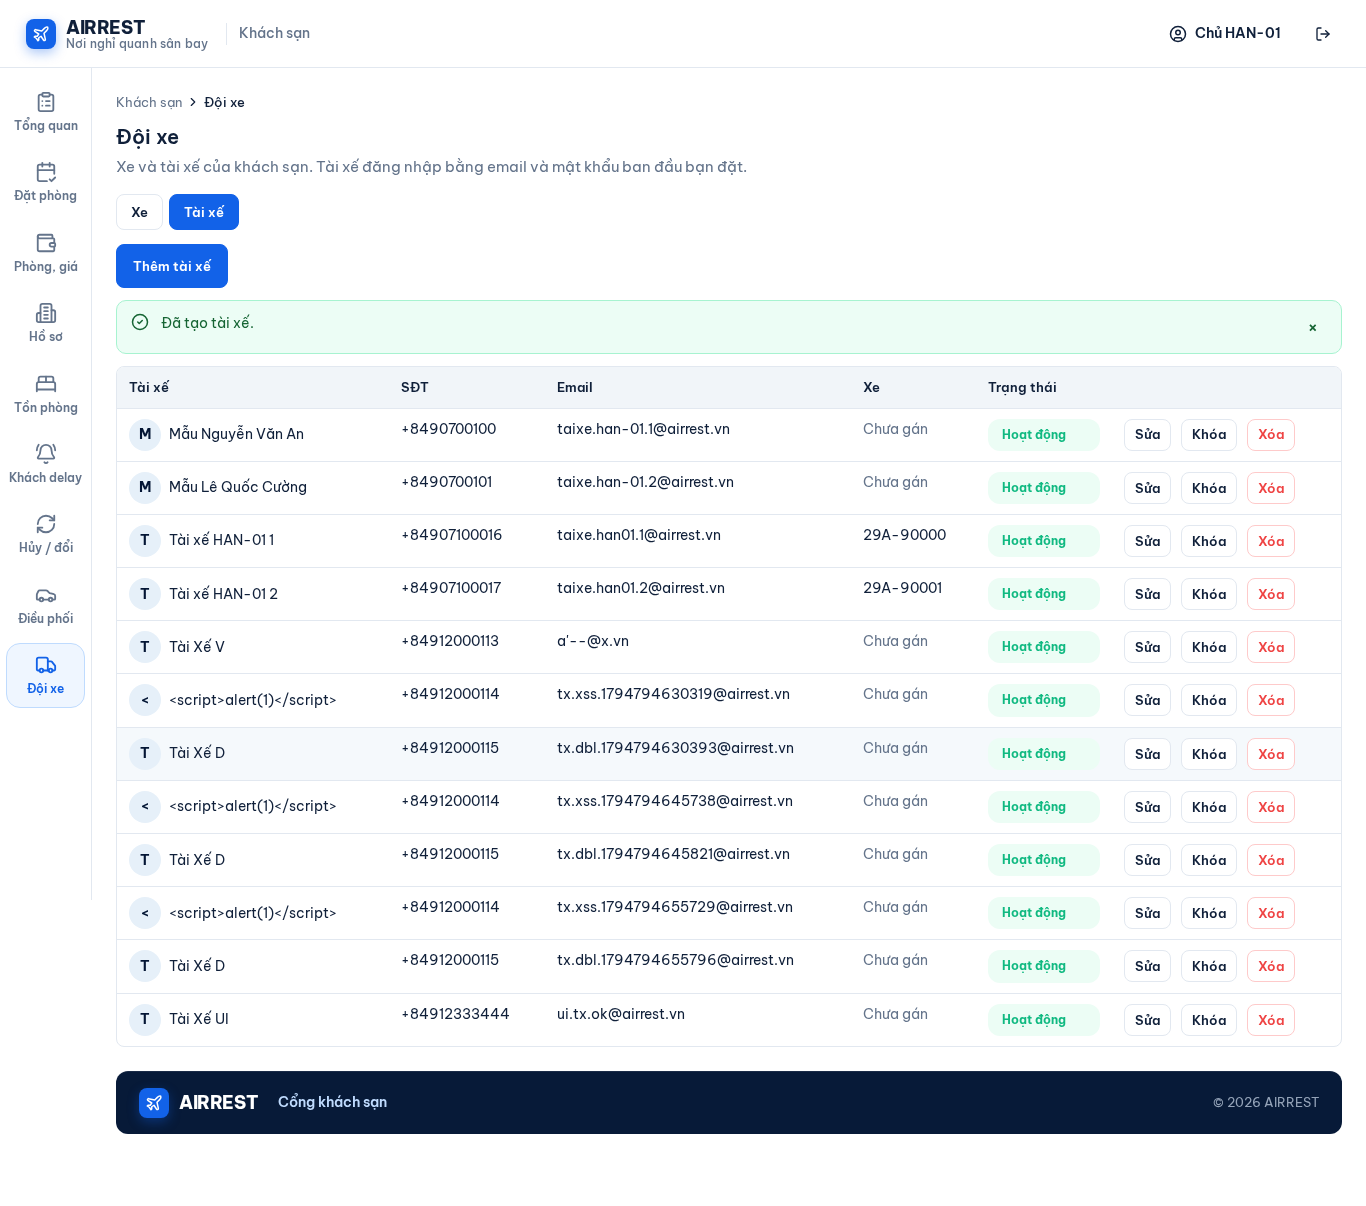 AIRREST
Nơi nghỉ quanh sân bay
Khách sạn
Chủ HAN-01
Tổng quan
Đặt phòng
Phòng, giá
Hồ sơ
Tồn phòng
Khách delay
Hủy / đổi
Điều phối
Đội xe
Khách sạn > Đội xe
Đội xe
Xe và tài xế của khách sạn. Tài xế đăng nhập bằng email và mật khẩu ban đầu bạn đặt.
Xe Tài xế
Thêm tài xế
Đã tạo tài xế. ×
Tài xế SĐT Email Xe Trạng thái
M Mẫu Nguyễn Văn An +8490700100 taixe.han-01.1@airrest.vn Chưa gán Hoạt động Sửa Khóa Xóa
M Mẫu Lê Quốc Cường +8490700101 taixe.han-01.2@airrest.vn Chưa gán Hoạt động Sửa Khóa Xóa
T Tài xế HAN-01 1 +84907100016 taixe.han01.1@airrest.vn 29A-90000 Hoạt động Sửa Khóa Xóa
T Tài xế HAN-01 2 +84907100017 taixe.han01.2@airrest.vn 29A-90001 Hoạt động Sửa Khóa Xóa
T Tài Xế V +84912000113 a'--@x.vn Chưa gán Hoạt động Sửa Khóa Xóa
< <script>alert(1)</script> +84912000114 tx.xss.1794794630319@airrest.vn Chưa gán Hoạt động Sửa Khóa Xóa
T Tài Xế D +84912000115 tx.dbl.1794794630393@airrest.vn Chưa gán Hoạt động Sửa Khóa Xóa
< <script>alert(1)</script> +84912000114 tx.xss.1794794645738@airrest.vn Chưa gán Hoạt động Sửa Khóa Xóa
T Tài Xế D +84912000115 tx.dbl.1794794645821@airrest.vn Chưa gán Hoạt động Sửa Khóa Xóa
< <script>alert(1)</script> +84912000114 tx.xss.1794794655729@airrest.vn Chưa gán Hoạt động Sửa Khóa Xóa
T Tài Xế D +84912000115 tx.dbl.1794794655796@airrest.vn Chưa gán Hoạt động Sửa Khóa Xóa
T Tài Xế UI +84912333444 ui.tx.ok@airrest.vn Chưa gán Hoạt động Sửa Khóa Xóa
AIRREST Cổng khách sạn © 2026 AIRREST